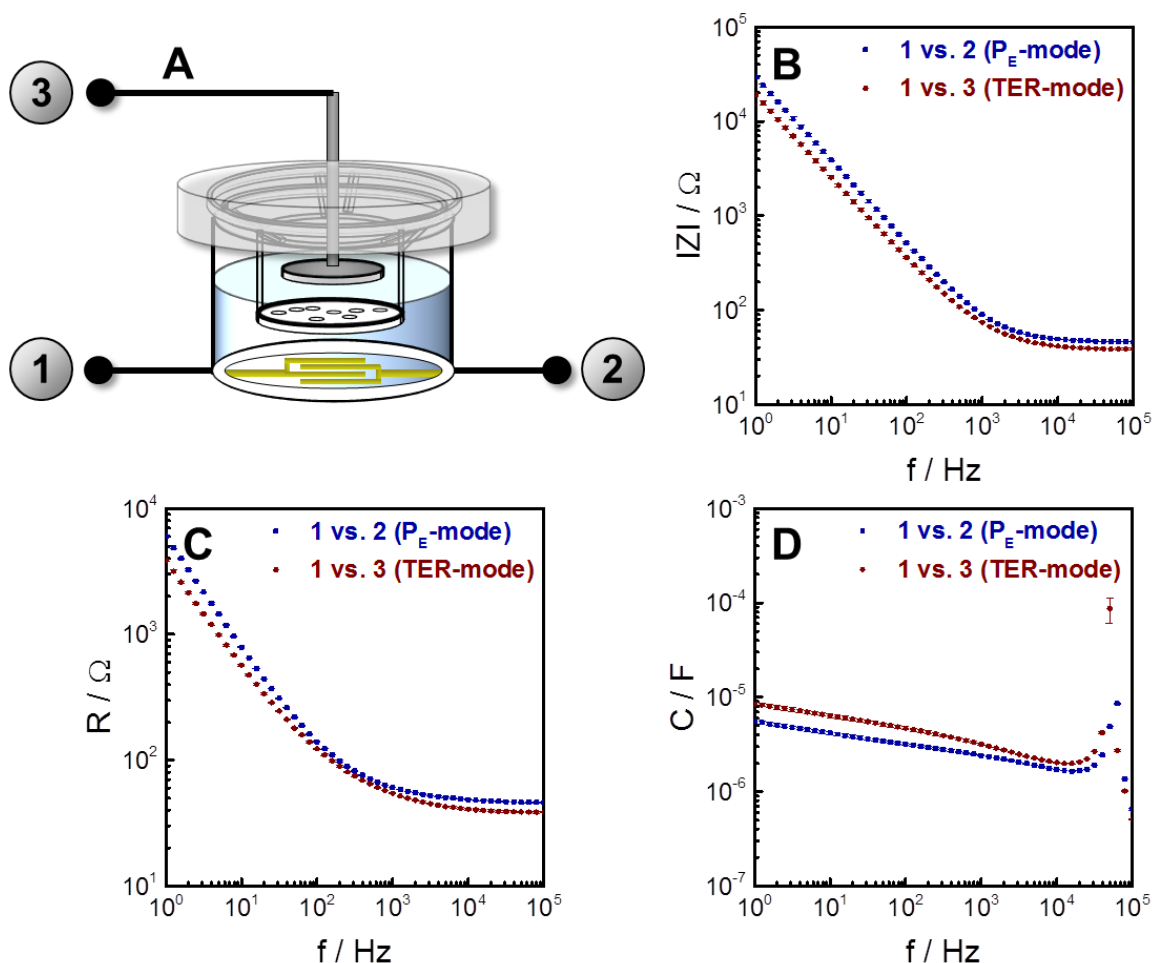 A
3
1
2
B
1 vs. 2 (P_E-mode)
1 vs. 3 (TER-mode)
10^5
10^4
10^3
10^2
10^1
IZI / Ω
10^0 10^1 10^2 10^3 10^4 10^5
f / Hz
C
1 vs. 2 (P_E-mode)
1 vs. 3 (TER-mode)
10^4
10^3
10^2
10^1
R / Ω
10^0 10^1 10^2 10^3 10^4 10^5
f / Hz
D
1 vs. 2 (P_E-mode)
1 vs. 3 (TER-mode)
10^-3
10^-4
10^-5
10^-6
10^-7
C / F
10^0 10^1 10^2 10^3 10^4 10^5
f / Hz